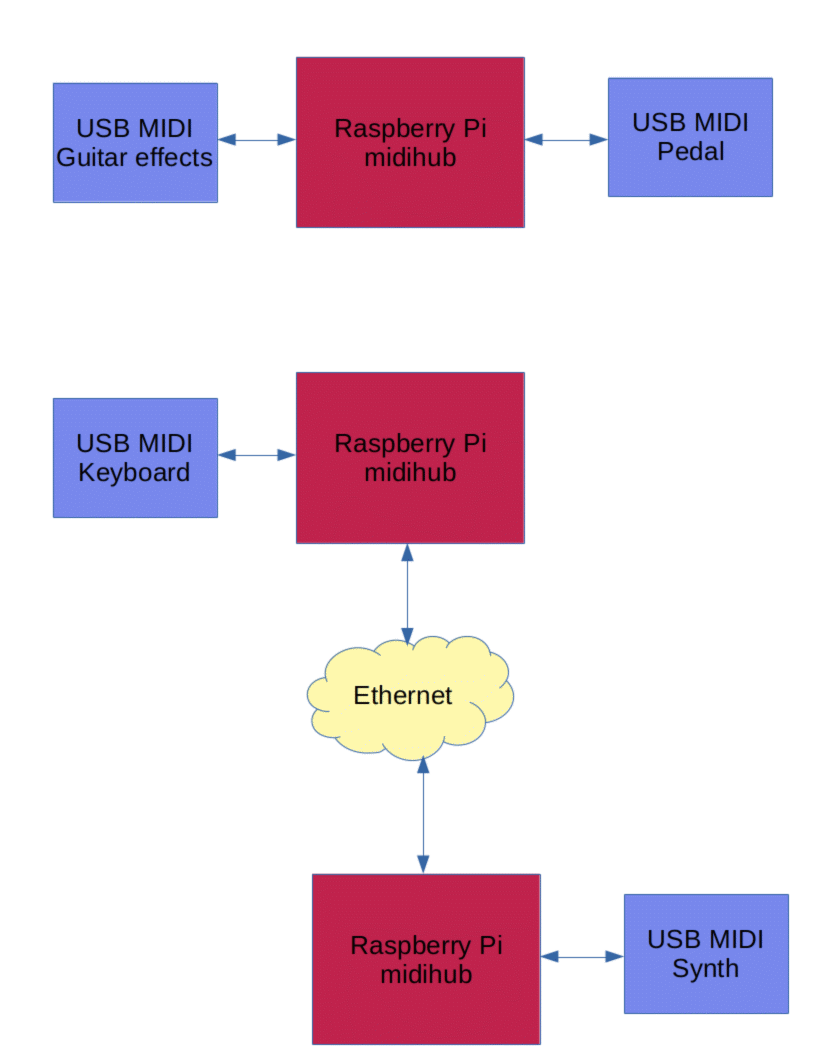 USB MIDI
Guitar effects
Raspberry Pi
midihub
USB MIDI
Pedal
USB MIDI
Keyboard
Raspberry Pi
midihub
Ethernet
Raspberry Pi
midihub
USB MIDI
Synth